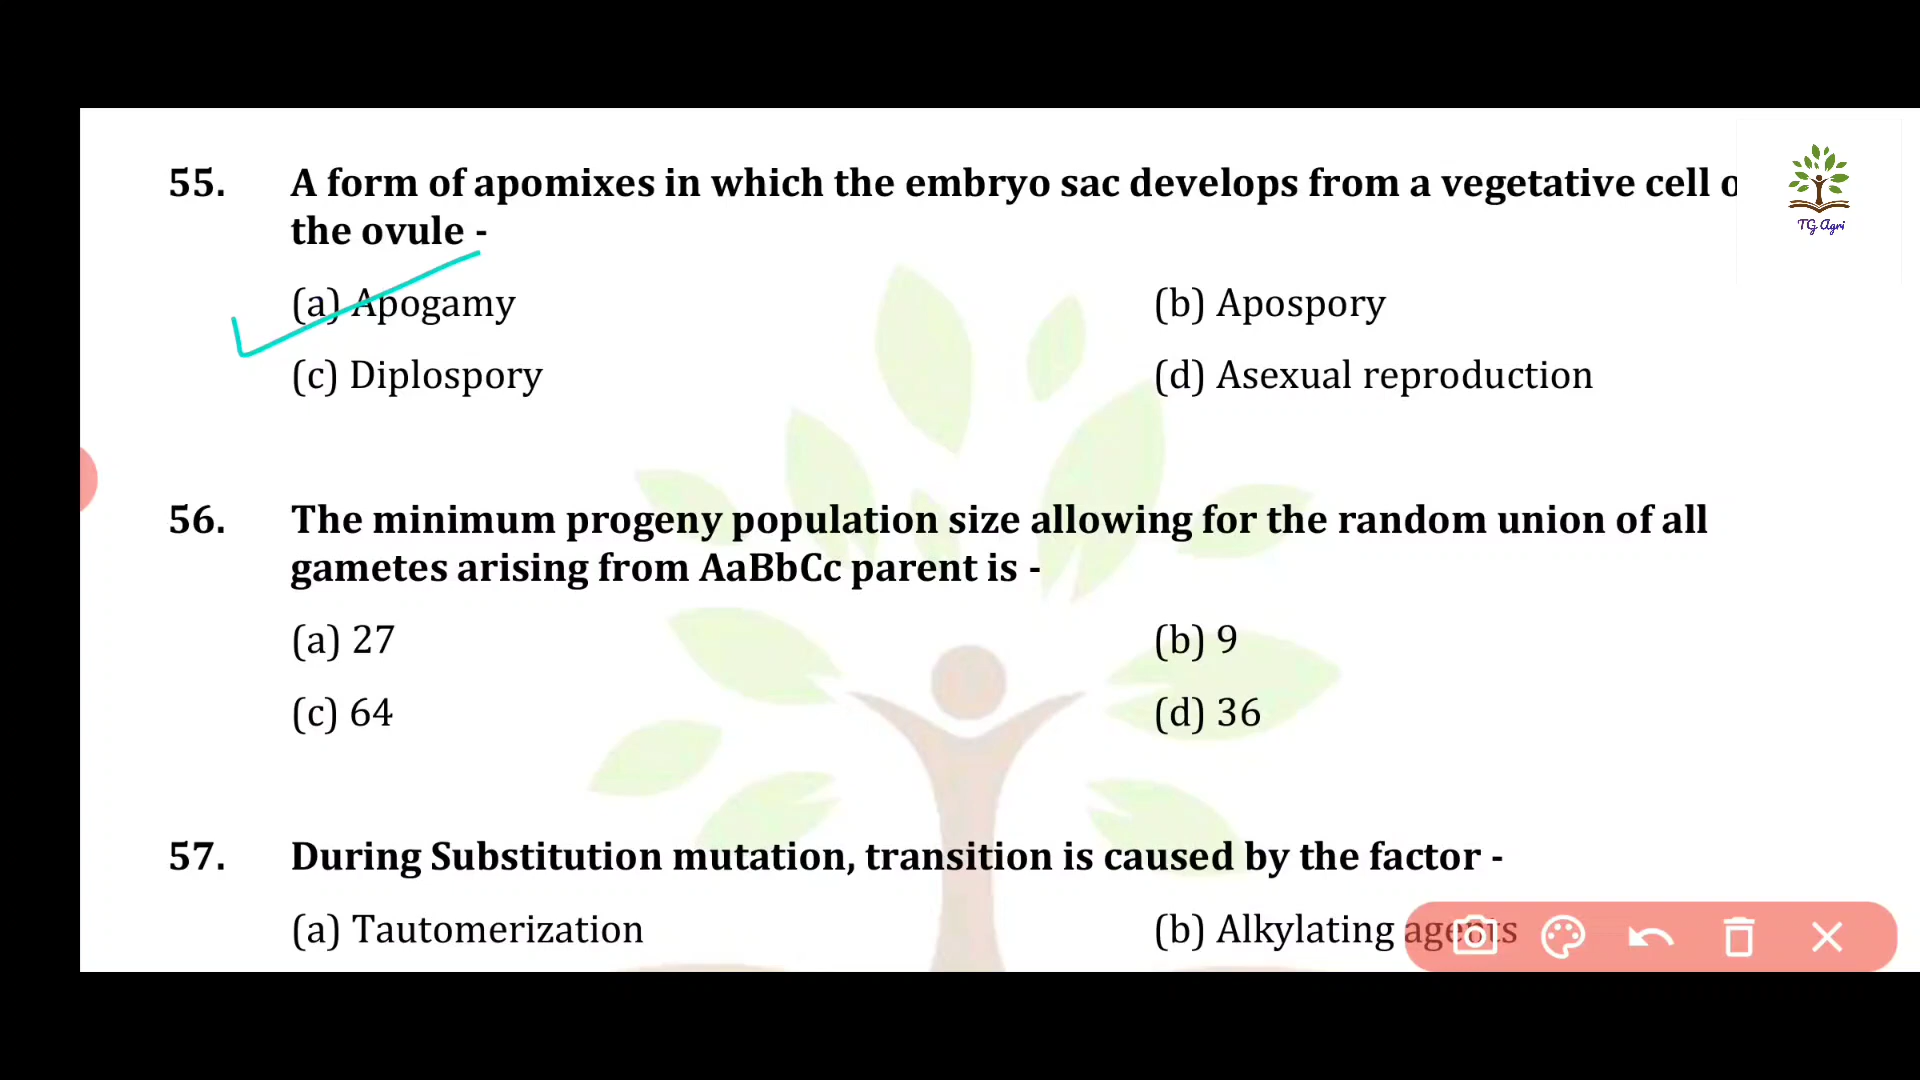 55. A form of apomixes in which the embryo sac develops from a vegetative cell
the ovule -
(a) Apogamy
(b) Apospory
(c) Diplospory
(d) Asexual reproduction
TG Agri
56. The minimum progeny population size allowing for the random union of all
gametes arising from AaBbCc parent is -
(a) 27
(b) 9
(c) 64
(d) 36
57. During Substitution mutation, transition is caused by the factor -
(a) Tautomerization
(b) Alkylating agents